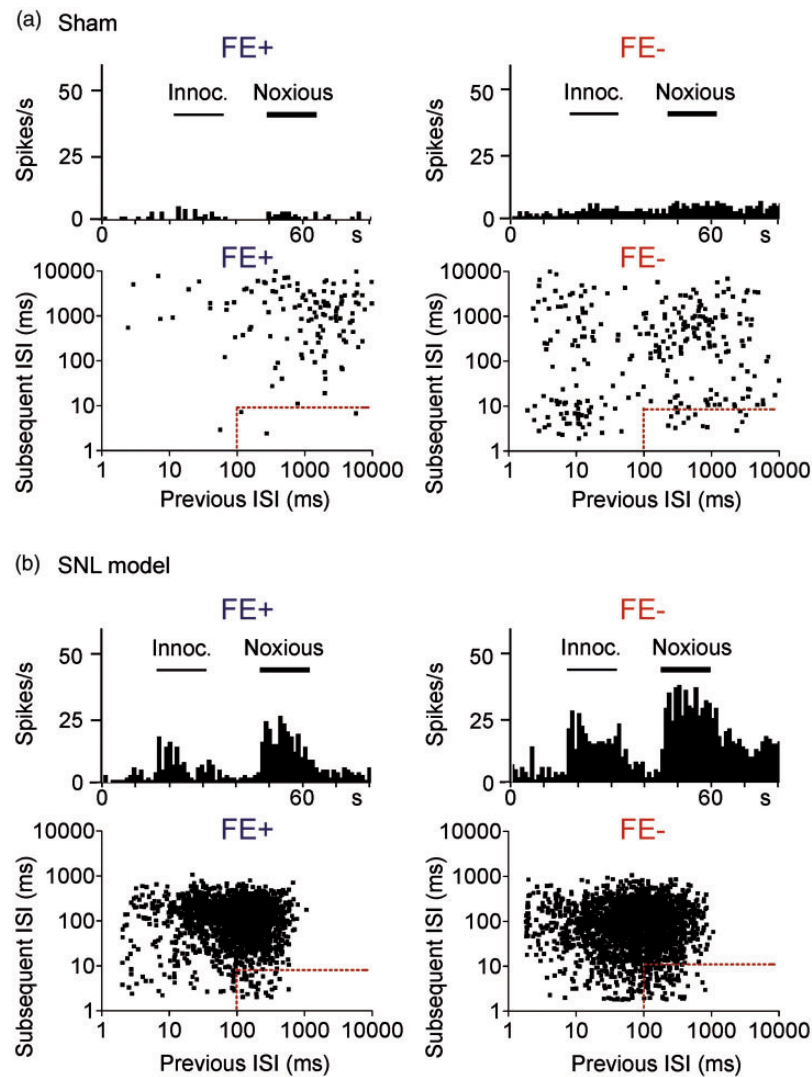 (a) Sham
FE+ FE-
50 Innoc. Noxious 50 Innoc. Noxious
Spikes/s Spikes/s
25 25
0 0
0 60 s 0 60 s
FE+ FE-
10000 10000
1000 1000
100 100
10 10
1 1
Subsequent ISI (ms) Subsequent ISI (ms)
1 10 100 1000 10000 1 10 100 1000 10000
Previous ISI (ms) Previous ISI (ms)
(b) SNL model
FE+ FE-
50 Innoc. Noxious 50 Innoc. Noxious
Spikes/s Spikes/s
25 25
0 0
0 60 s 0 60 s
FE+ FE-
10000 10000
1000 1000
100 100
10 10
1 1
Subsequent ISI (ms) Subsequent ISI (ms)
1 10 100 1000 10000 1 10 100 1000 10000
Previous ISI (ms) Previous ISI (ms)